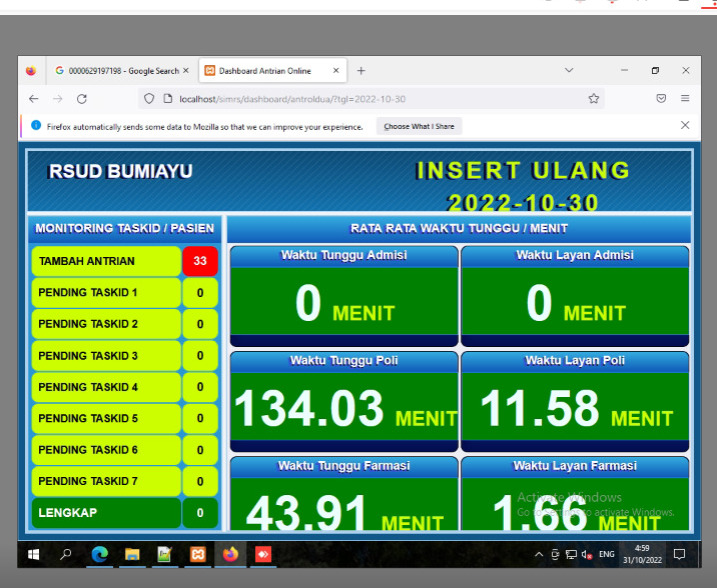 0000629197198 - Google Search
Dashboard Antrian Online
localhost/simrs/dashboard/antroldua/?tgl=2022-10-30
Firefox automatically sends some data to Mozilla so that we can improve your experience.
Choose What I Share
RSUD BUMIAYU
INSERT ULANG
2022-10-30
MONITORING TASKID / PASIEN
TAMBAH ANTRIAN 33
PENDING TASKID 1 0
PENDING TASKID 2 0
PENDING TASKID 3 0
PENDING TASKID 4 0
PENDING TASKID 5 0
PENDING TASKID 6 0
PENDING TASKID 7 0
LENGKAP 0
RATA RATA WAKTU TUNGGU / MENIT
Waktu Tunggu Admisi
0 MENIT
Waktu Layan Admisi
0 MENIT
Waktu Tunggu Poli
134.03 MENIT
Waktu Layan Poli
11.58 MENIT
Waktu Tunggu Farmasi
43.91 MENIT
Waktu Layan Farmasi
1.66 MENIT
Activate Windows
Go to Settings to activate Windows.
ENG
4:59
31/10/2022